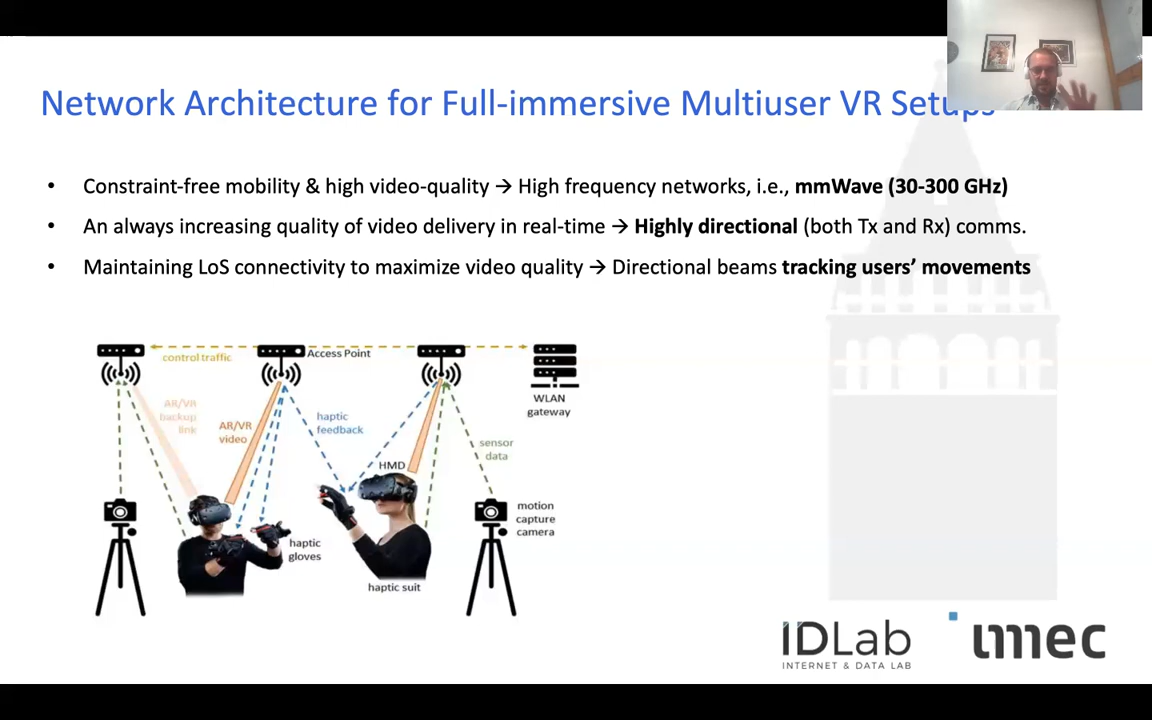 Network Architecture for Full-immersive Multiuser VR Setups
• Constraint-free mobility & high video-quality → High frequency networks, i.e., mmWave (30-300 GHz)
• An always increasing quality of video delivery in real-time → Highly directional (both Tx and Rx) comms.
• Maintaining LoS connectivity to maximize video quality → Directional beams tracking users’ movements
control traffic
Access Point
WLAN
gateway
AR/VR
backup
link
AR/VR
video
haptic
feedback
sensor
data
HMD
motion
capture
camera
haptic
gloves
haptic suit
IDLab
INTERNET & DATA LAB
imec